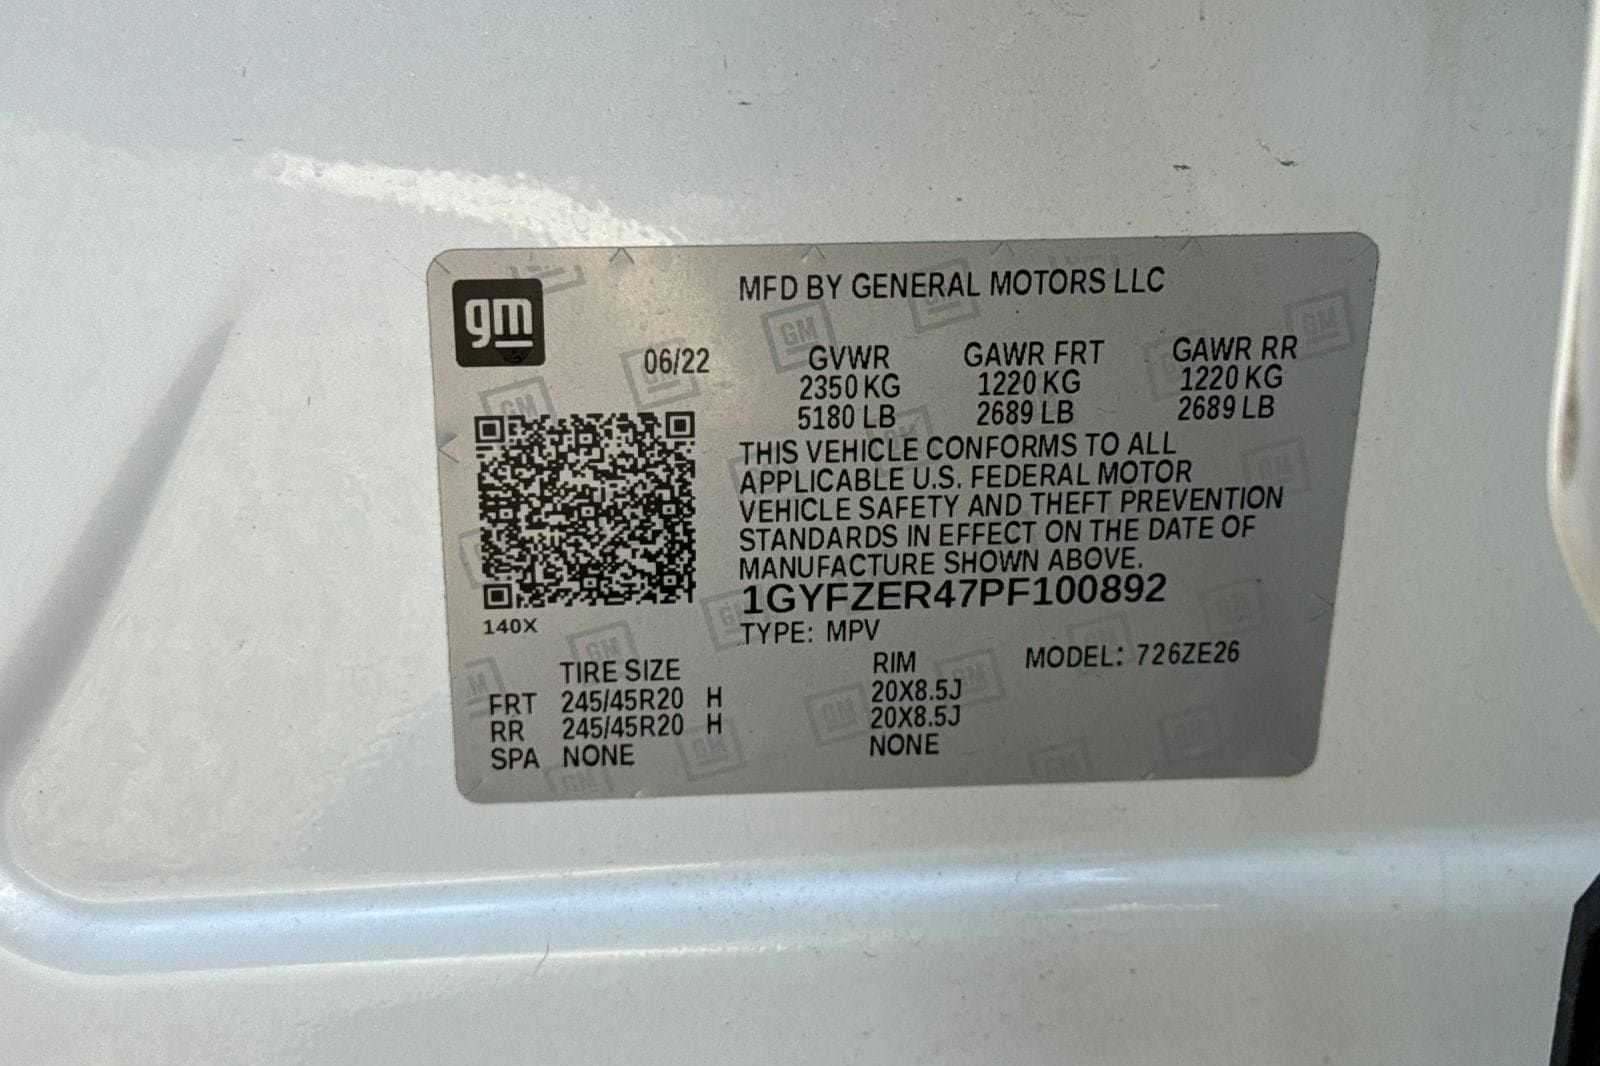 gm
MFD BY GENERAL MOTORS LLC
06/22
GVWR GAWR FRT GAWR RR
2350 KG 1220 KG 1220 KG
5180 LB 2689 LB 2689 LB
THIS VEHICLE CONFORMS TO ALL
APPLICABLE U.S. FEDERAL MOTOR
VEHICLE SAFETY AND THEFT PREVENTION
STANDARDS IN EFFECT ON THE DATE OF
MANUFACTURE SHOWN ABOVE.
1GYFZER47PF100892
140X
TYPE: MPV
TIRE SIZE RIM MODEL: 726ZE26
FRT 245/45R20 H 20X8.5J
RR 245/45R20 H 20X8.5J
SPA NONE NONE